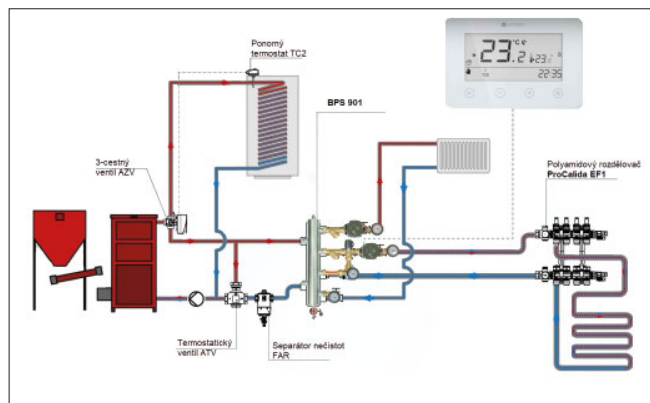 Ponorný
termostat TC2
BPS 901
23.2
°C
23.
22:35
3-cestný
ventil AZV
Polyamidový rozdělovač
ProCalida EF1
Termostatický
ventil ATV
Separátor nečistot
FAR